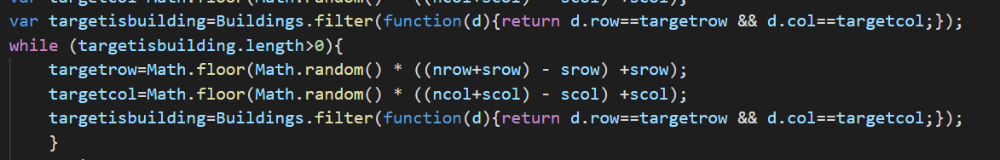 var targetcol=Math.floor(Math.random() * ((ncol+scol) - scol) +scol);
var targetisbuilding=Buildings.filter(function(d){return d.row==targetrow && d.col==targetcol;});
while (targetisbuilding.length>0){
targetrow=Math.floor(Math.random() * ((nrow+srow) - srow) +srow);
targetcol=Math.floor(Math.random() * ((ncol+scol) - scol) +scol);
targetisbuilding=Buildings.filter(function(d){return d.row==targetrow && d.col==targetcol;});
}